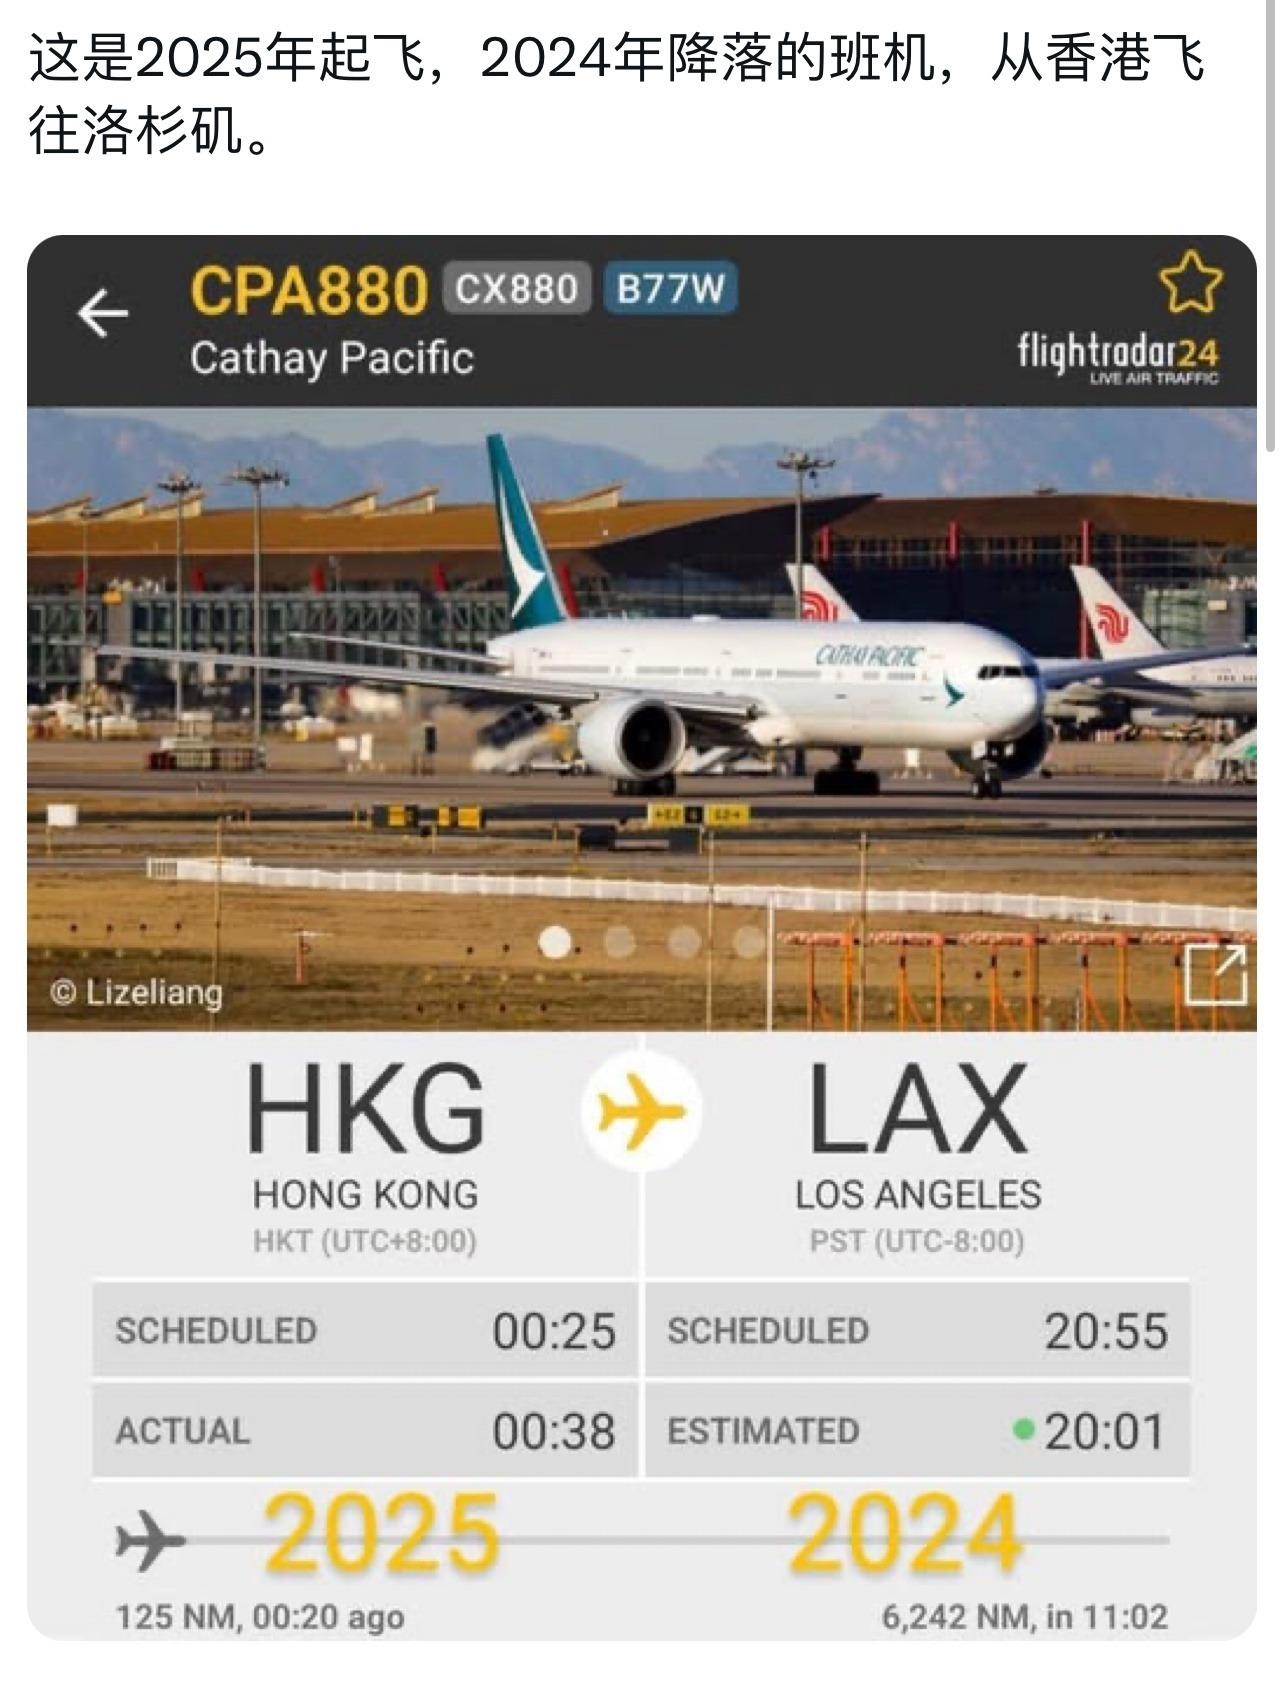 这是2025年起飞，2024年降落的班机，从香港飞
往洛杉矶。
CPA880 CX880 B77W
Cathay Pacific
flightradar24
LIVE AIR TRAFFIC
CATHAY PACIFIC
© Lizeliang
HKG LAX
HONG KONG LOS ANGELES
HKT (UTC+8:00) PST (UTC-8:00)
SCHEDULED 00:25 SCHEDULED 20:55
ACTUAL 00:38 ESTIMATED 20:01
2025 2024
125 NM, 00:20 ago 6,242 NM, in 11:02